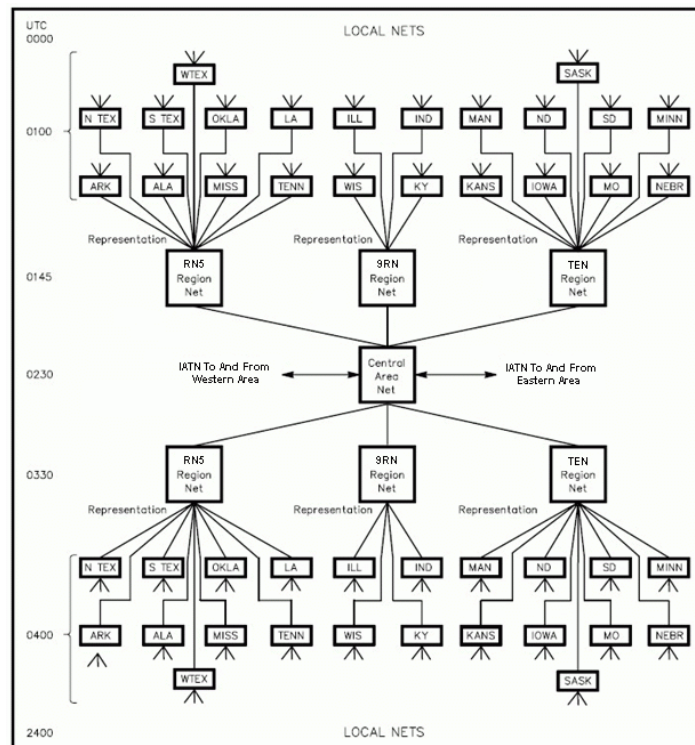 UTC
0000
LOCAL NETS
WTEX
SASK
N TEX
S TEX
OKLA
LA
ILL
IND
MAN
ND
SD
MINN
0100
ARK
ALA
MISS
TENN
WIS
KY
KANS
IOWA
MO
NEBR
Representation
Representation
Representation
RN5
Region
Net
9RN
Region
Net
TEN
Region
Net
0145
IATN To And From
Western Area
Central
Area
Net
IATN To And From
Eastern Area
0230
RN5
Region
Net
9RN
Region
Net
TEN
Region
Net
0330
Representation
Representation
Representation
N TEX
S TEX
OKLA
LA
ILL
IND
MAN
ND
SD
MINN
0400
ARK
ALA
MISS
TENN
WIS
KY
KANS
IOWA
MO
NEBR
WTEX
SASK
2400
LOCAL NETS